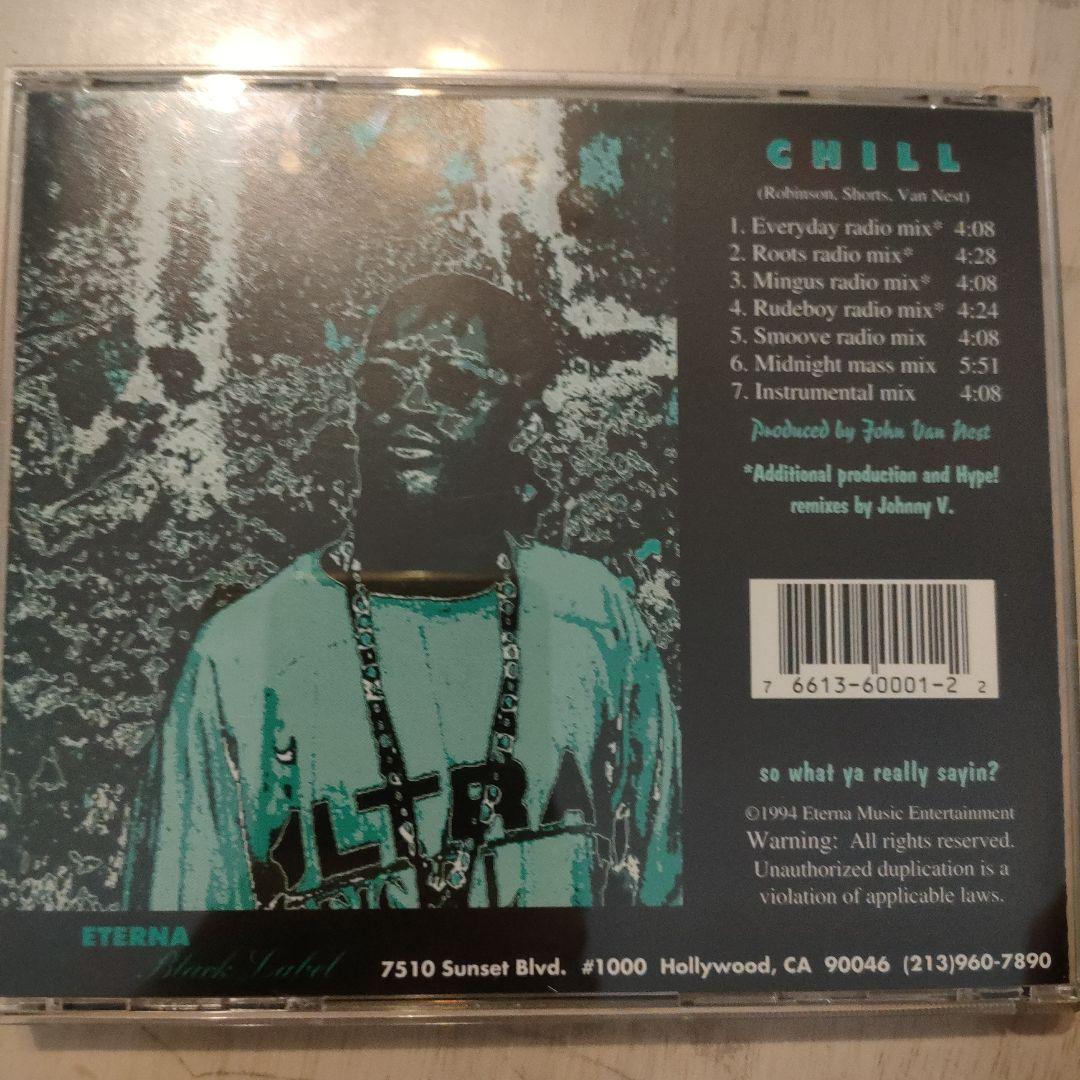 CHILL
(Robinson, Shorts, Van Nest)
1. Everyday radio mix* 4:08
2. Roots radio mix* 4:28
3. Mingus radio mix* 4:08
4. Rudeboy radio mix* 4:24
5. Smoove radio mix 4:08
6. Midnight mass mix 5:51
7. Instrumental mix 4:08
Produced by John Van Nest
*Additional production and Hype!
remixes by Johnny V.
7 6613-60001-2 2
so what ya really sayin?
©1994 Eterna Music Entertainment
Warning: All rights reserved.
Unauthorized duplication is a
violation of applicable laws.
ULTRA
ETERNA
Black Label
7510 Sunset Blvd. #1000 Hollywood, CA 90046 (213)960-7890